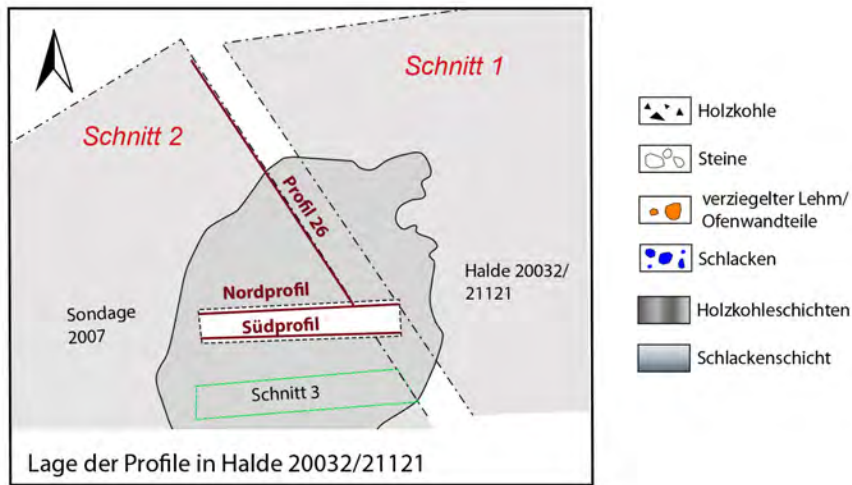 Schnitt 1
Schnitt 2
Profil 26
Nordprofil
Südprofil
Sondage
2007
Halde 20032/
21121
Schnitt 3
Lage der Profile in Halde 20032/21121
Holzkohle
Steine
verziegelter Lehm/
Ofenwandteile
Schlacken
Holzkohleschichten
Schlackenschicht